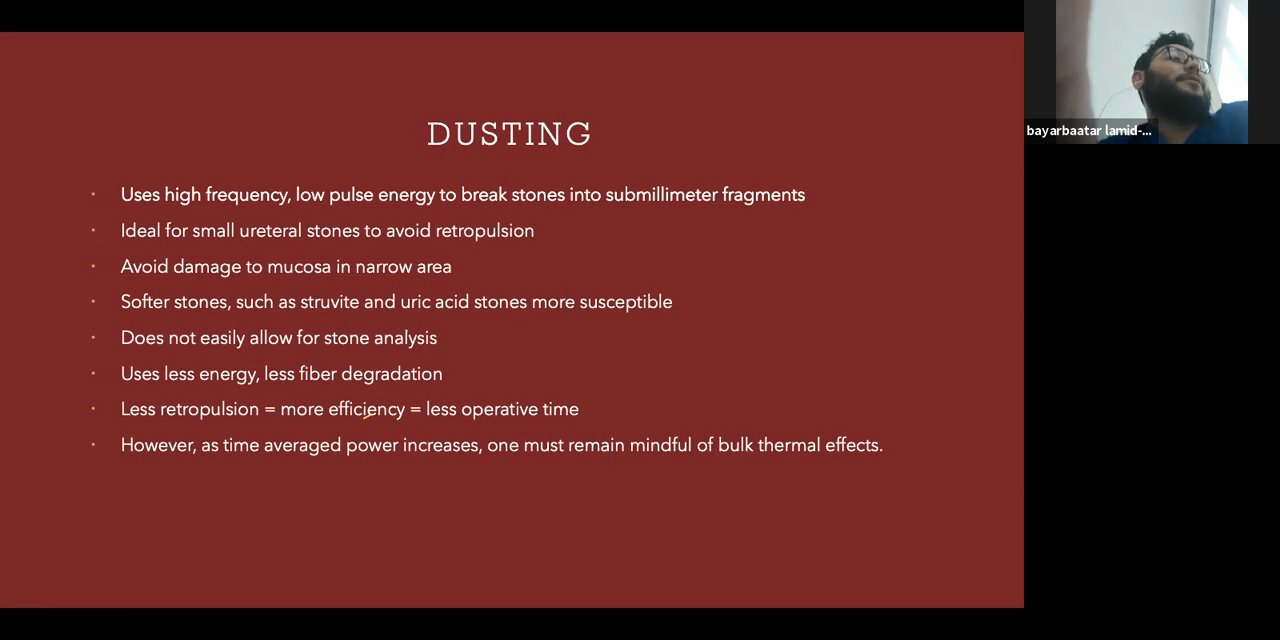 DUSTING
Uses high frequency, low pulse energy to break stones into submillimeter fragments
Ideal for small ureteral stones to avoid retropulsion
Avoid damage to mucosa in narrow area
Softer stones, such as struvite and uric acid stones more susceptible
Does not easily allow for stone analysis
Uses less energy, less fiber degradation
Less retropulsion = more efficiency = less operative time
However, as time averaged power increases, one must remain mindful of bulk thermal effects.
bayarbaatar lamid-...